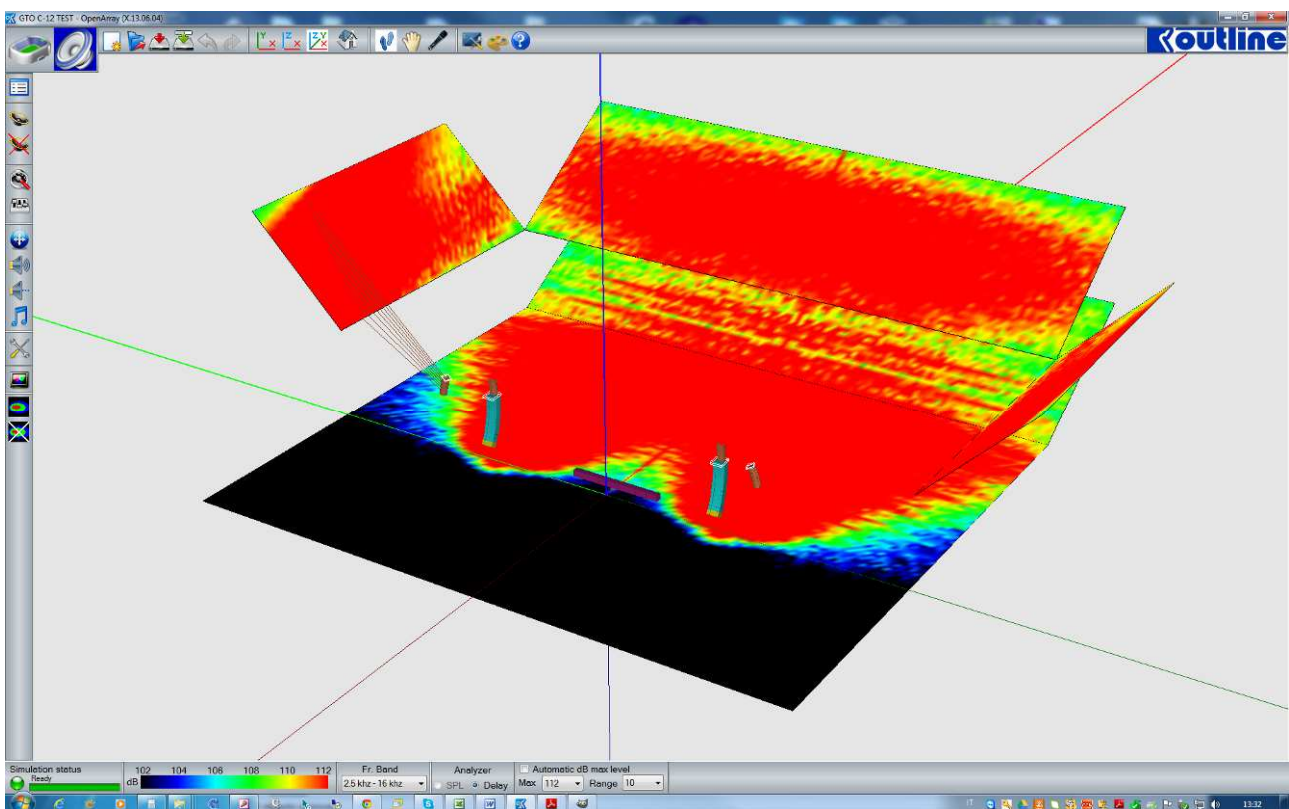 GTO C-12 TEST - OpenArray (X.13.06.04)
outline
Simulation status
Ready
dB
102 104 106 108 110 112
Fr. Band
2.5 khz - 16 khz
Analyzer
SPL Delay
Automatic dB max level
Max 112 Range 10
IT
13:32